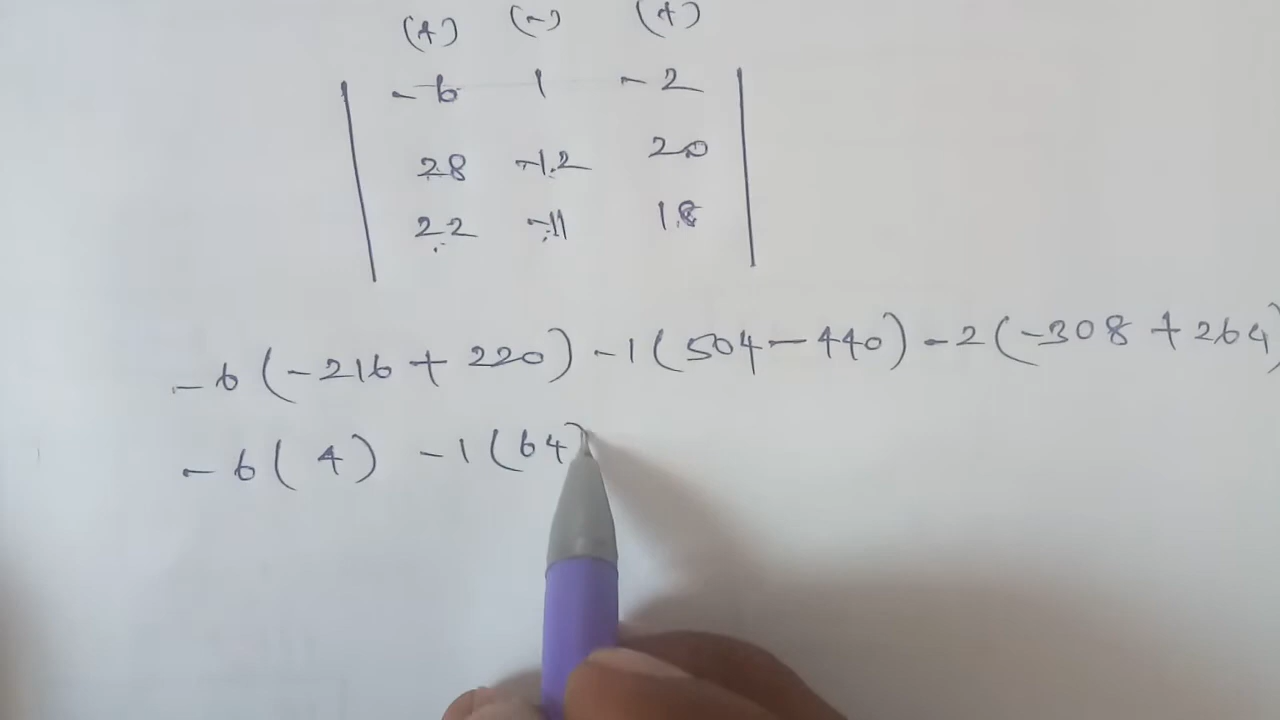 (+) (-) (+)
-6 1 -2
28 -12 20
22 -11 18
-6(-216+220) -1(504-440) -2(-308+264)
-6(4) -1(64)